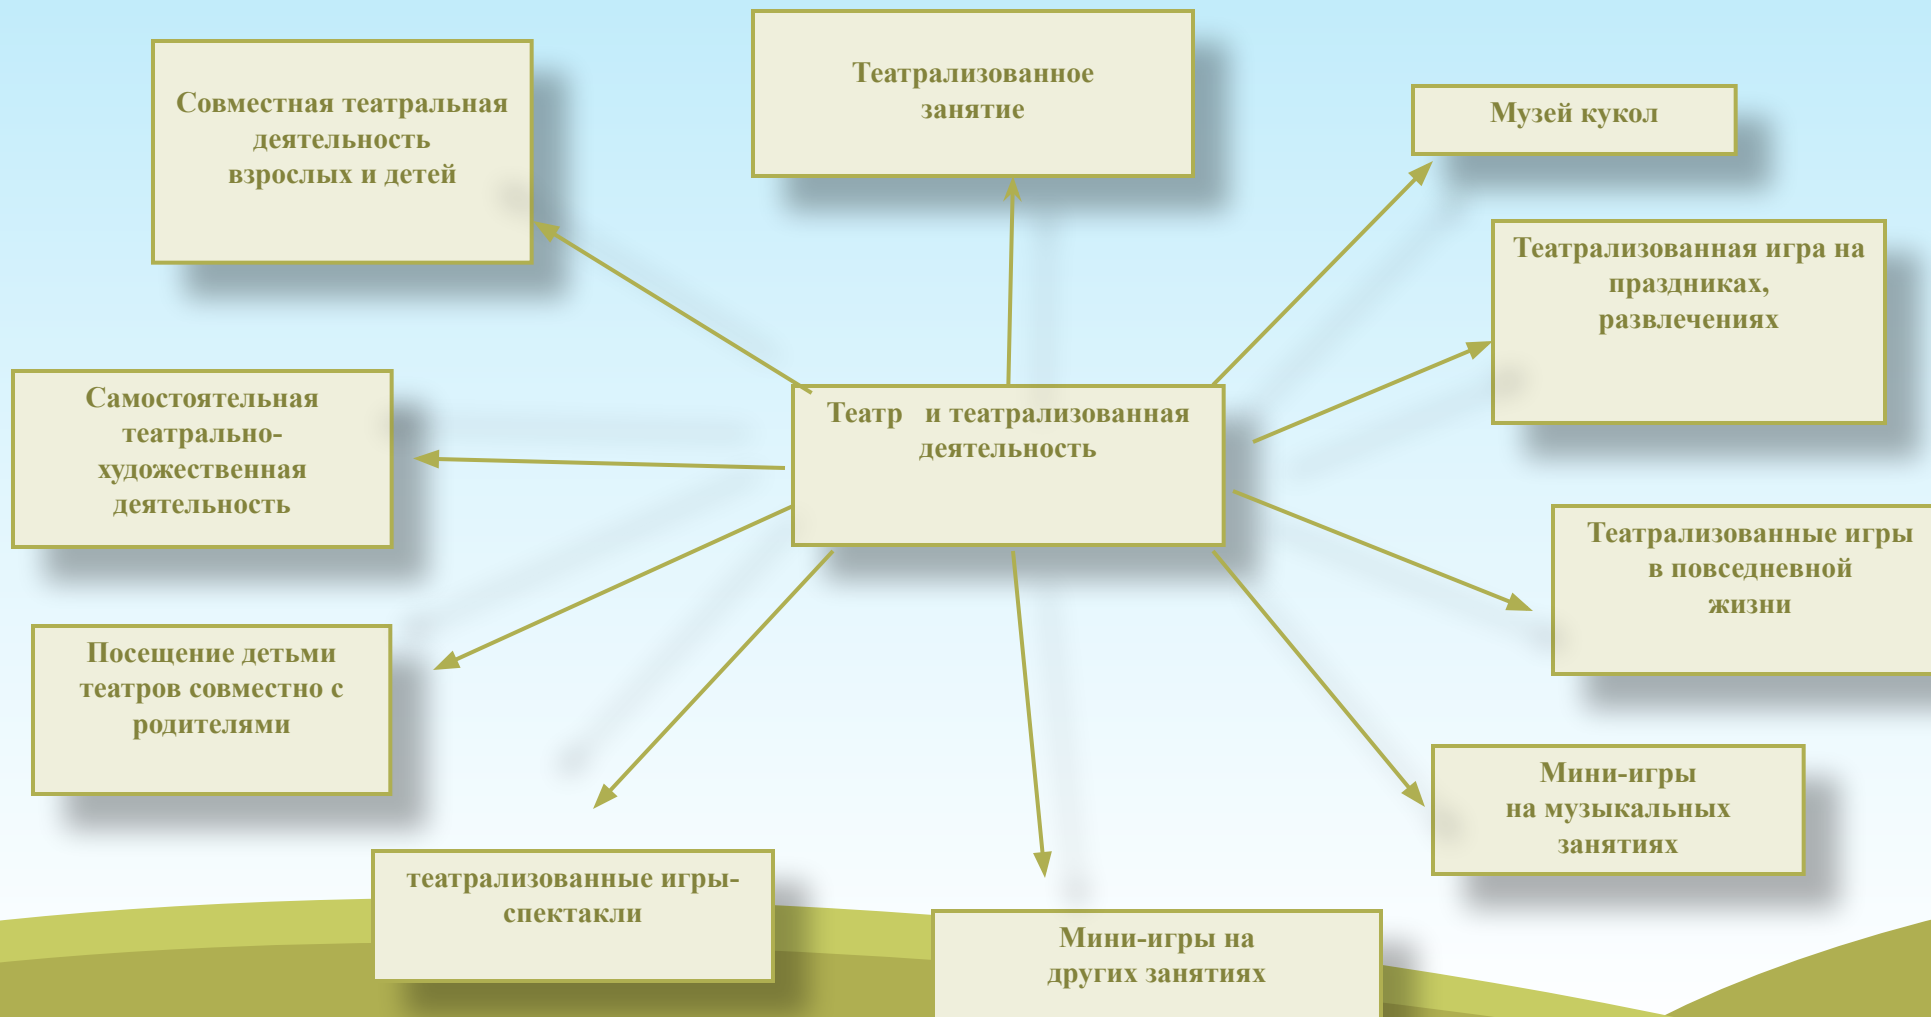 Театрализованное
занятие
Совместная театральная
деятельность
взрослых и детей
Музей кукол
Театрализованная игра на
праздниках,
развлечениях
Самостоятельная
театрально-
художественная
деятельность
Театр и театрализованная
деятельность
Театрализованные игры
в повседневной
жизни
Посещение детьми
театров совместно с
родителями
Мини-игры
на музыкальных
занятиях
театрализованные игры-
спектакли
Мини-игры на
других занятиях